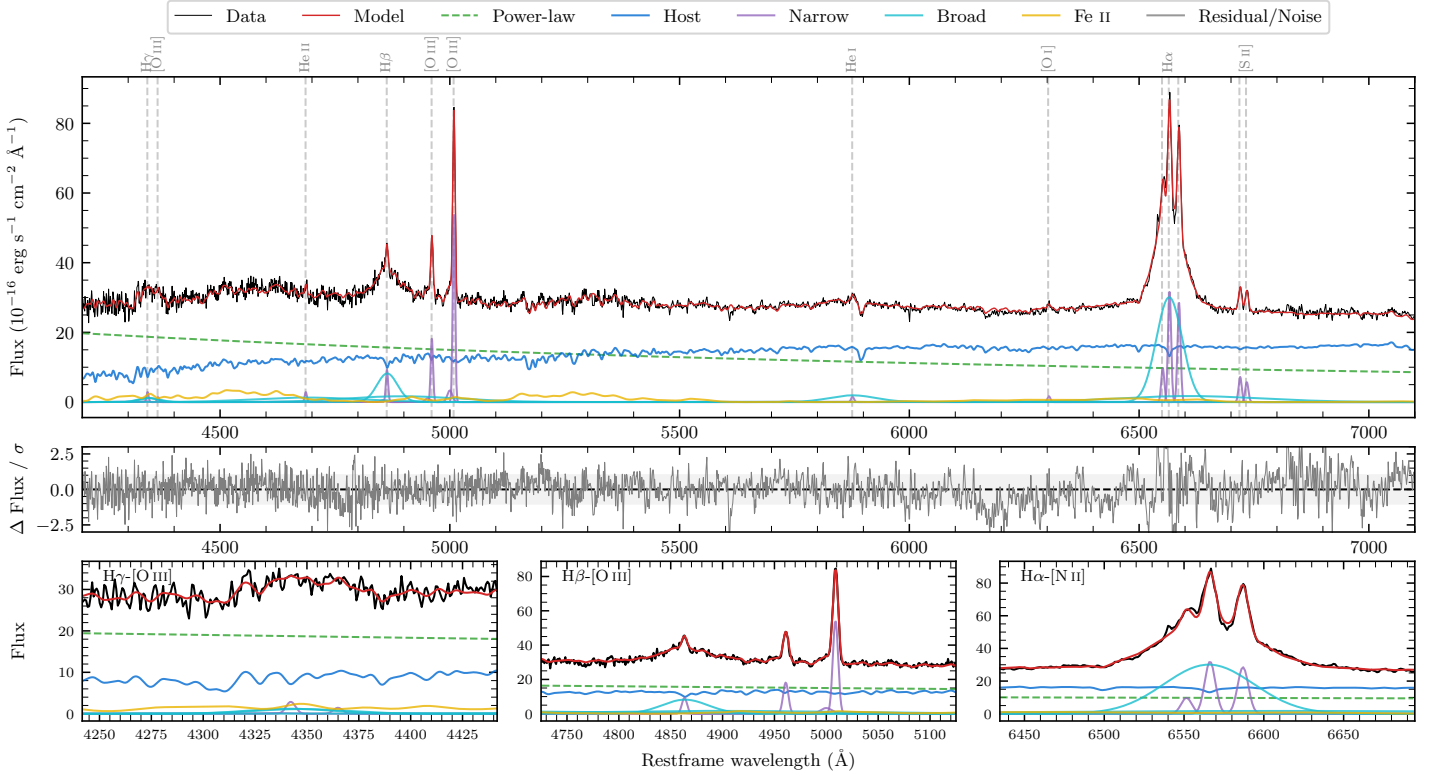 Data Model Power-law Host Narrow Broad Fe II Residual/Noise
Hγ [O III] He II Hβ [O III] [O III] He I [O I] Hα [S II]
Flux (10⁻¹⁶ erg s⁻¹ cm⁻² Å⁻¹)
80
60
40
20
0
4500 5000 5500 6000 6500 7000
Δ Flux / σ
2.5
0.0
−2.5
4500 5000 5500 6000 6500 7000
Flux
Hγ-[O III]
30
20
10
0
4250 4275 4300 4325 4350 4375 4400 4425
Hβ-[O III]
80
60
40
20
0
4750 4800 4850 4900 4950 5000 5050 5100
Hα-[N II]
80
60
40
20
0
6450 6500 6550 6600 6650
Restframe wavelength (Å)